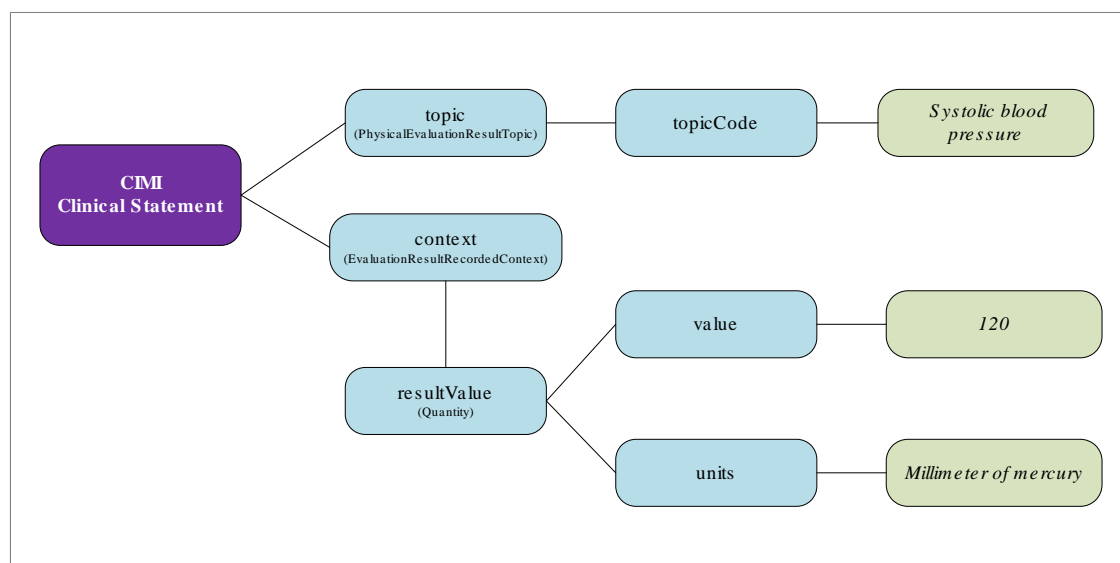 CIMI
Clinical Statement
topic
(PhysicalEvaluationResultTopic)
topicCode
Systolic blood
pressure
context
(EvaluationResultRecordedContext)
resultValue
(Quantity)
value
120
units
Millimeter of mercury